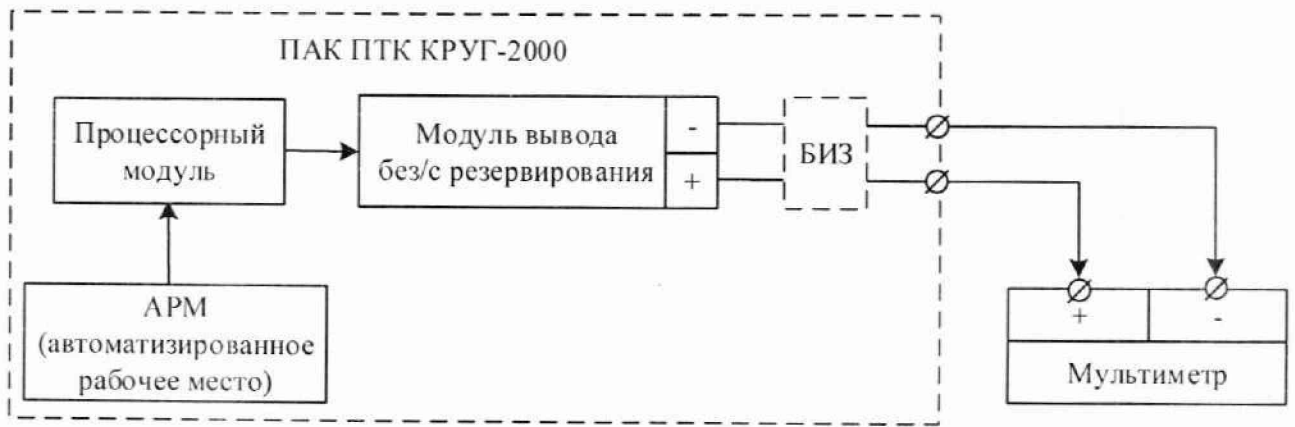 ПАК ПТК КРУГ-2000
Процессорный
модуль
Модуль вывода
без/с резервирования
-
+
БИЗ
АРМ
(автоматизированное
рабочее место)
+
-
Мультиметр